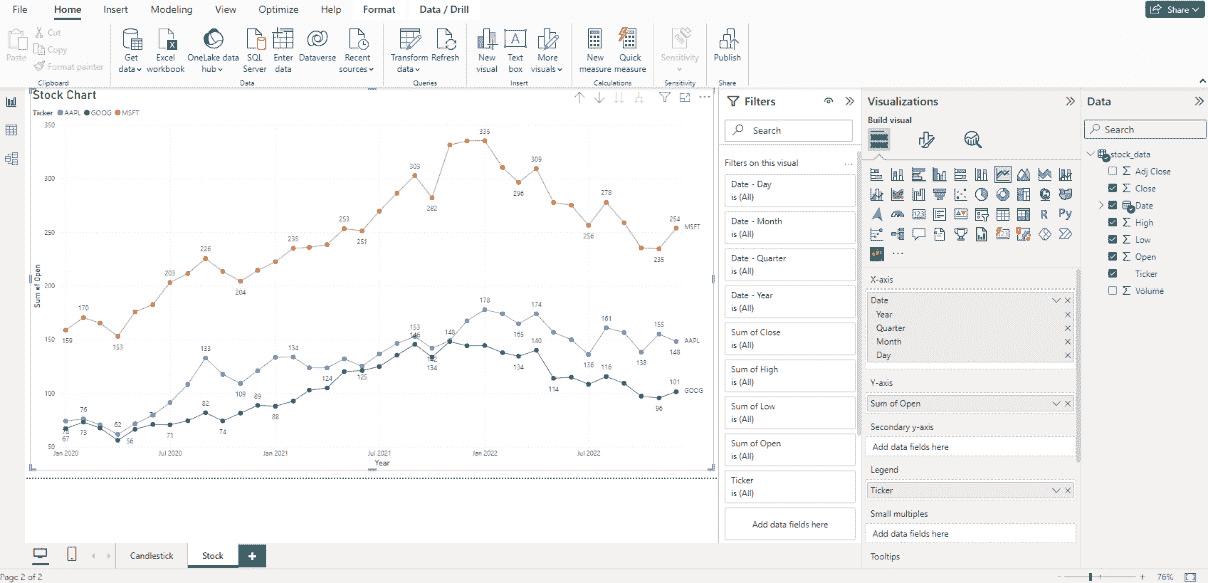 File Home Insert Modeling View Optimize Help Format Data / Drill Share
Paste Cut Copy Format painter
Get data Excel workbook OneLake data hub SQL Server Enter data Dataverse Recent sources Transform data Refresh New visual Text box More visuals New measure Quick measure Sensitivity Publish
Clipboard Data Queries Insert Calculations Sensitivity Share
Stock Chart
Ticker AAPL GOOG MSFT
Sum of Open
350
300
250
200
150
100
50
159 170 153 203 226 204 235 253 251 303 282 335 296 309 256 278 235 254 MSFT
76 62 133 109 134 125 153 148 178 165 174 136 161 138 155 148 AAPL
67 73 56 71 82 74 89 88 124 146 134 134 140 114 116 96 101 GOOG
Jan 2020 Jul 2020 Jan 2021 Jul 2021 Jan 2022 Jul 2022
Year
Filters
Search
Filters on this visual
Date - Day
is (All)
Date - Month
is (All)
Date - Quarter
is (All)
Date - Year
is (All)
Sum of Close
is (All)
Sum of High
is (All)
Sum of Low
is (All)
Sum of Open
is (All)
Ticker
is (All)
Add data fields here
Visualizations
Build visual
R Py
123
X-axis
Date
Year
Quarter
Month
Day
Y-axis
Sum of Open
Secondary y-axis
Add data fields here
Legend
Ticker
Small multiples
Add data fields here
Tooltips
Data
Search
stock_data
Adj Close
Close
Date
High
Low
Open
Ticker
Volume
Candlestick Stock
Page 2 of 2
76%